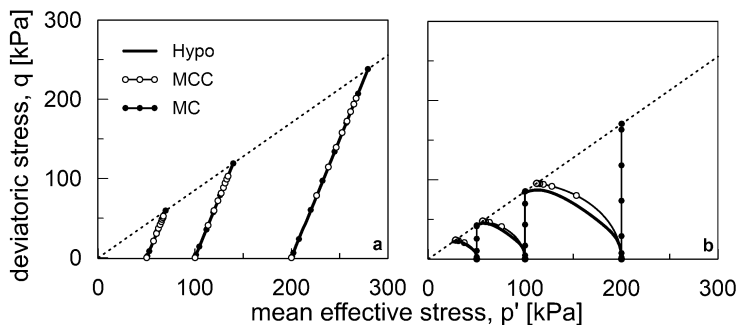 300
200
100
0
deviatoric stress, q [kPa]
Hypo
MCC
MC
a
b
0 100 200 300
0 100 200 300
mean effective stress, p' [kPa]